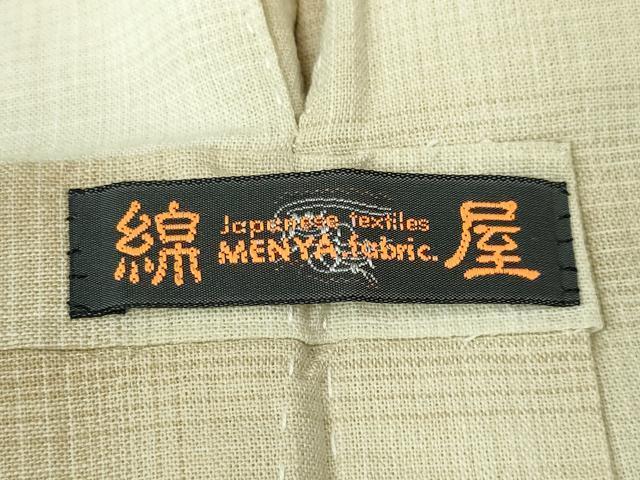 綿屋
Japanese textiles
MENYA fabric.